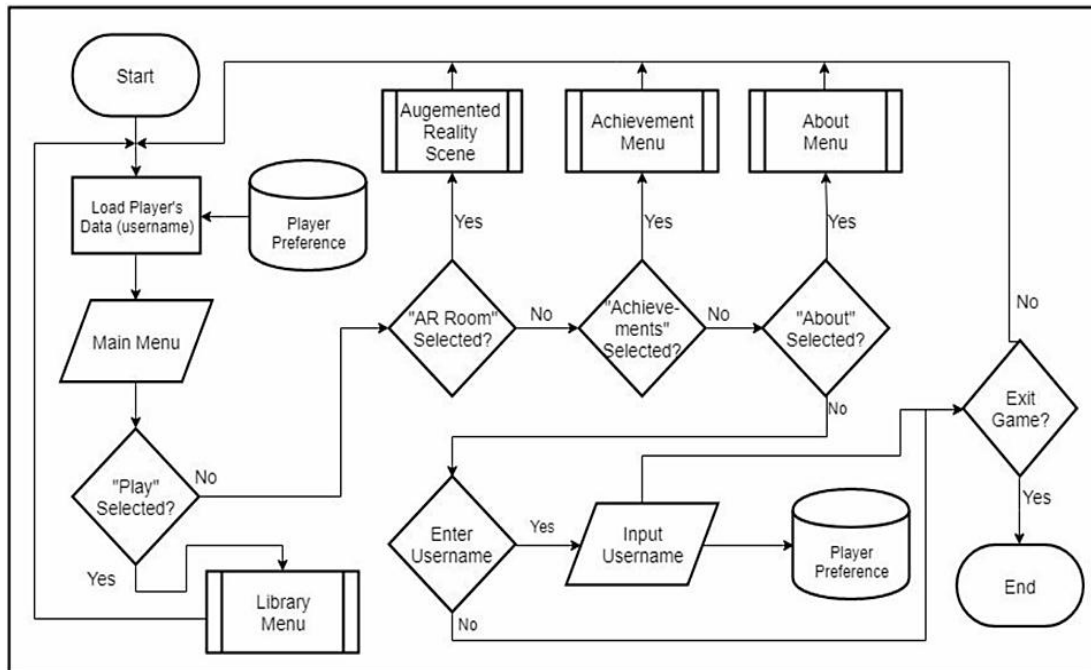 Start
Augemented
Reality
Scene
Achievement
Menu
About
Menu
Load Player's
Data (username)
Player
Preference
Yes
Yes
Yes
Main Menu
"AR Room"
Selected?
No
"Achieve-
ments"
Selected?
No
"About"
Selected?
No
No
Exit
Game?
Yes
"Play"
Selected?
No
Yes
Library
Menu
Enter
Username
Yes
No
Input
Username
Player
Preference
End